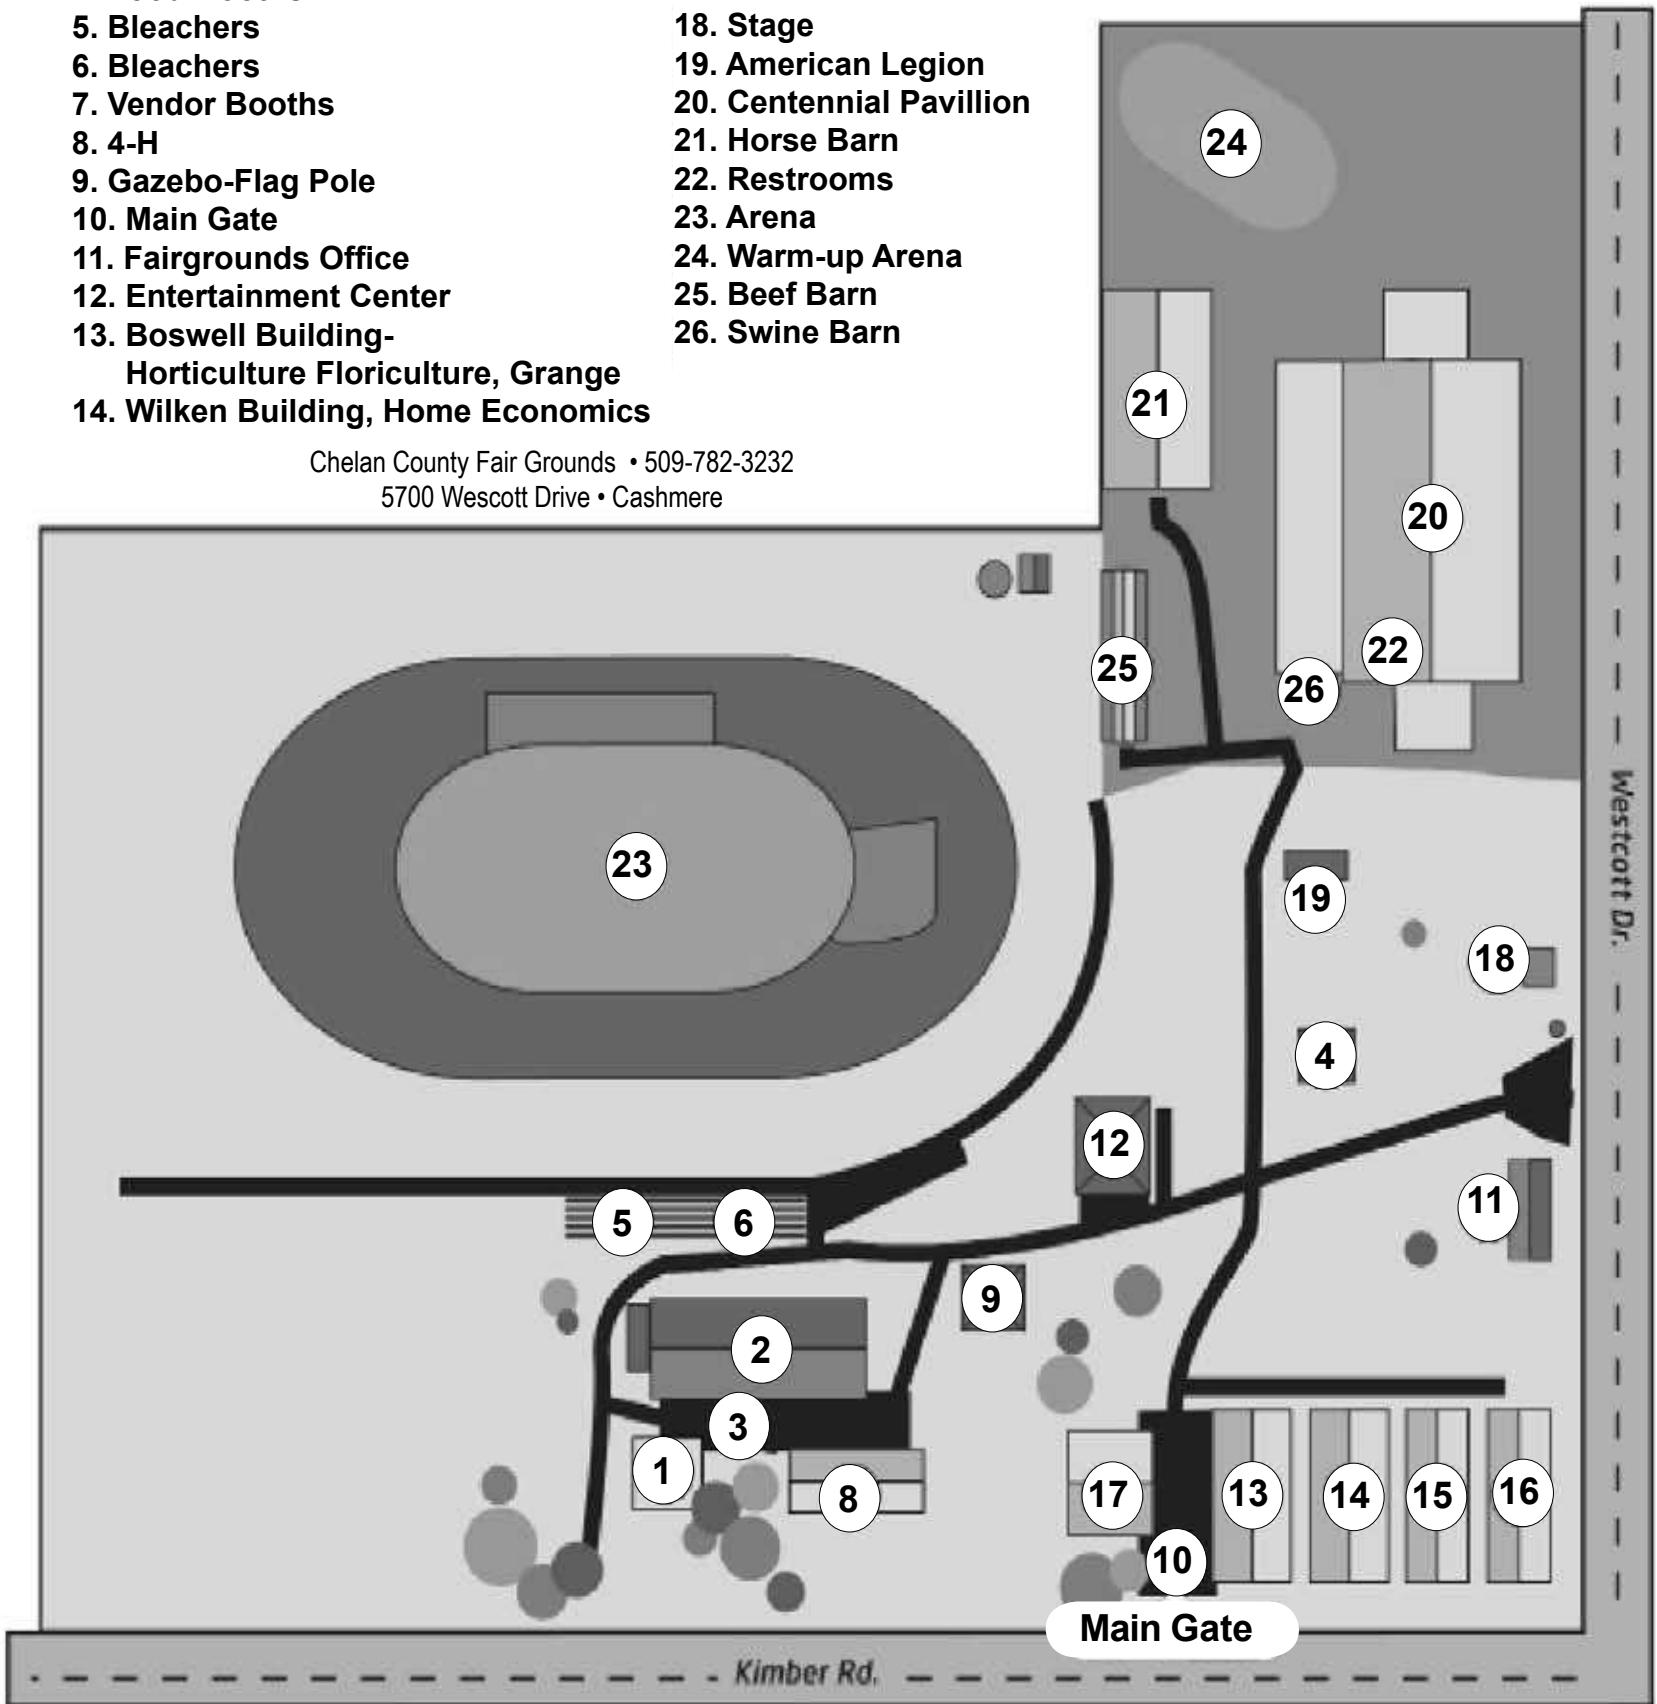 5. Bleachers
6. Bleachers
7. Vendor Booths
8. 4-H
9. Gazebo-Flag Pole
10. Main Gate
11. Fairgrounds Office
12. Entertainment Center
13. Boswell Building-
Horticulture Floriculture, Grange
14. Wilken Building, Home Economics
18. Stage
19. American Legion
20. Centennial Pavillion
21. Horse Barn
22. Restrooms
23. Arena
24. Warm-up Arena
25. Beef Barn
26. Swine Barn
Chelan County Fair Grounds • 509-782-3232
5700 Wescott Drive • Cashmere
24
21
20
22
25
26
23
19
18
4
12
11
5
6
9
2
3
1
8
17
13
14
15
16
10
Main Gate
Westcott Dr.
Kimber Rd.